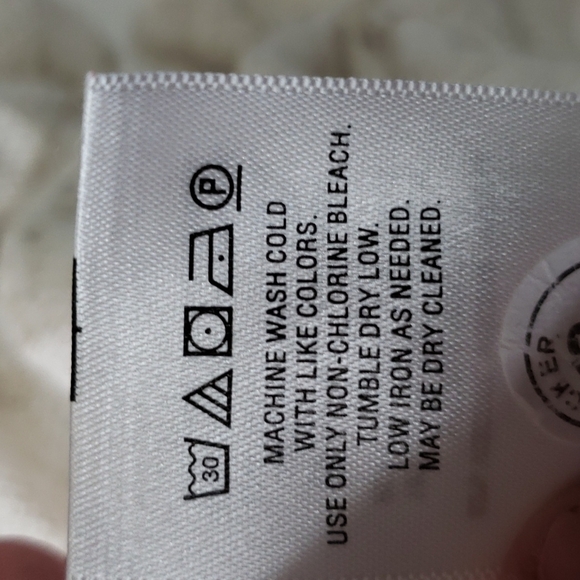 30
P
MACHINE WASH COLD
WITH LIKE COLORS.
USE ONLY NON-CHLORINE BLEACH.
TUMBLE DRY LOW.
LOW IRON AS NEEDED.
MAY BE DRY CLEANED.